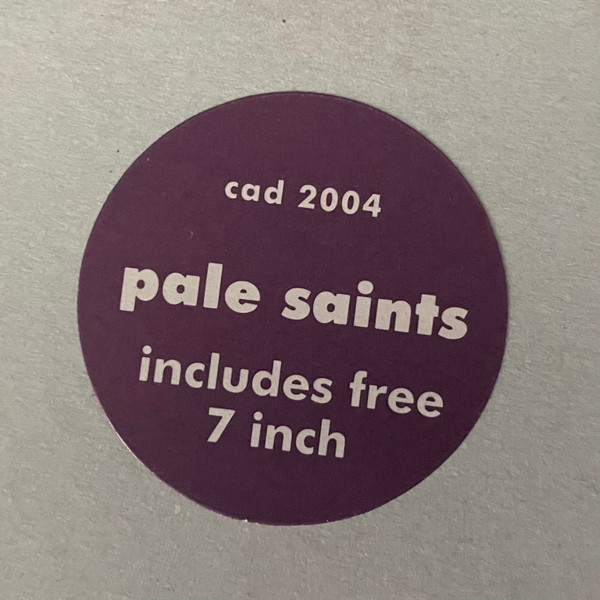 cad 2004
pale saints
includes free
7 inch